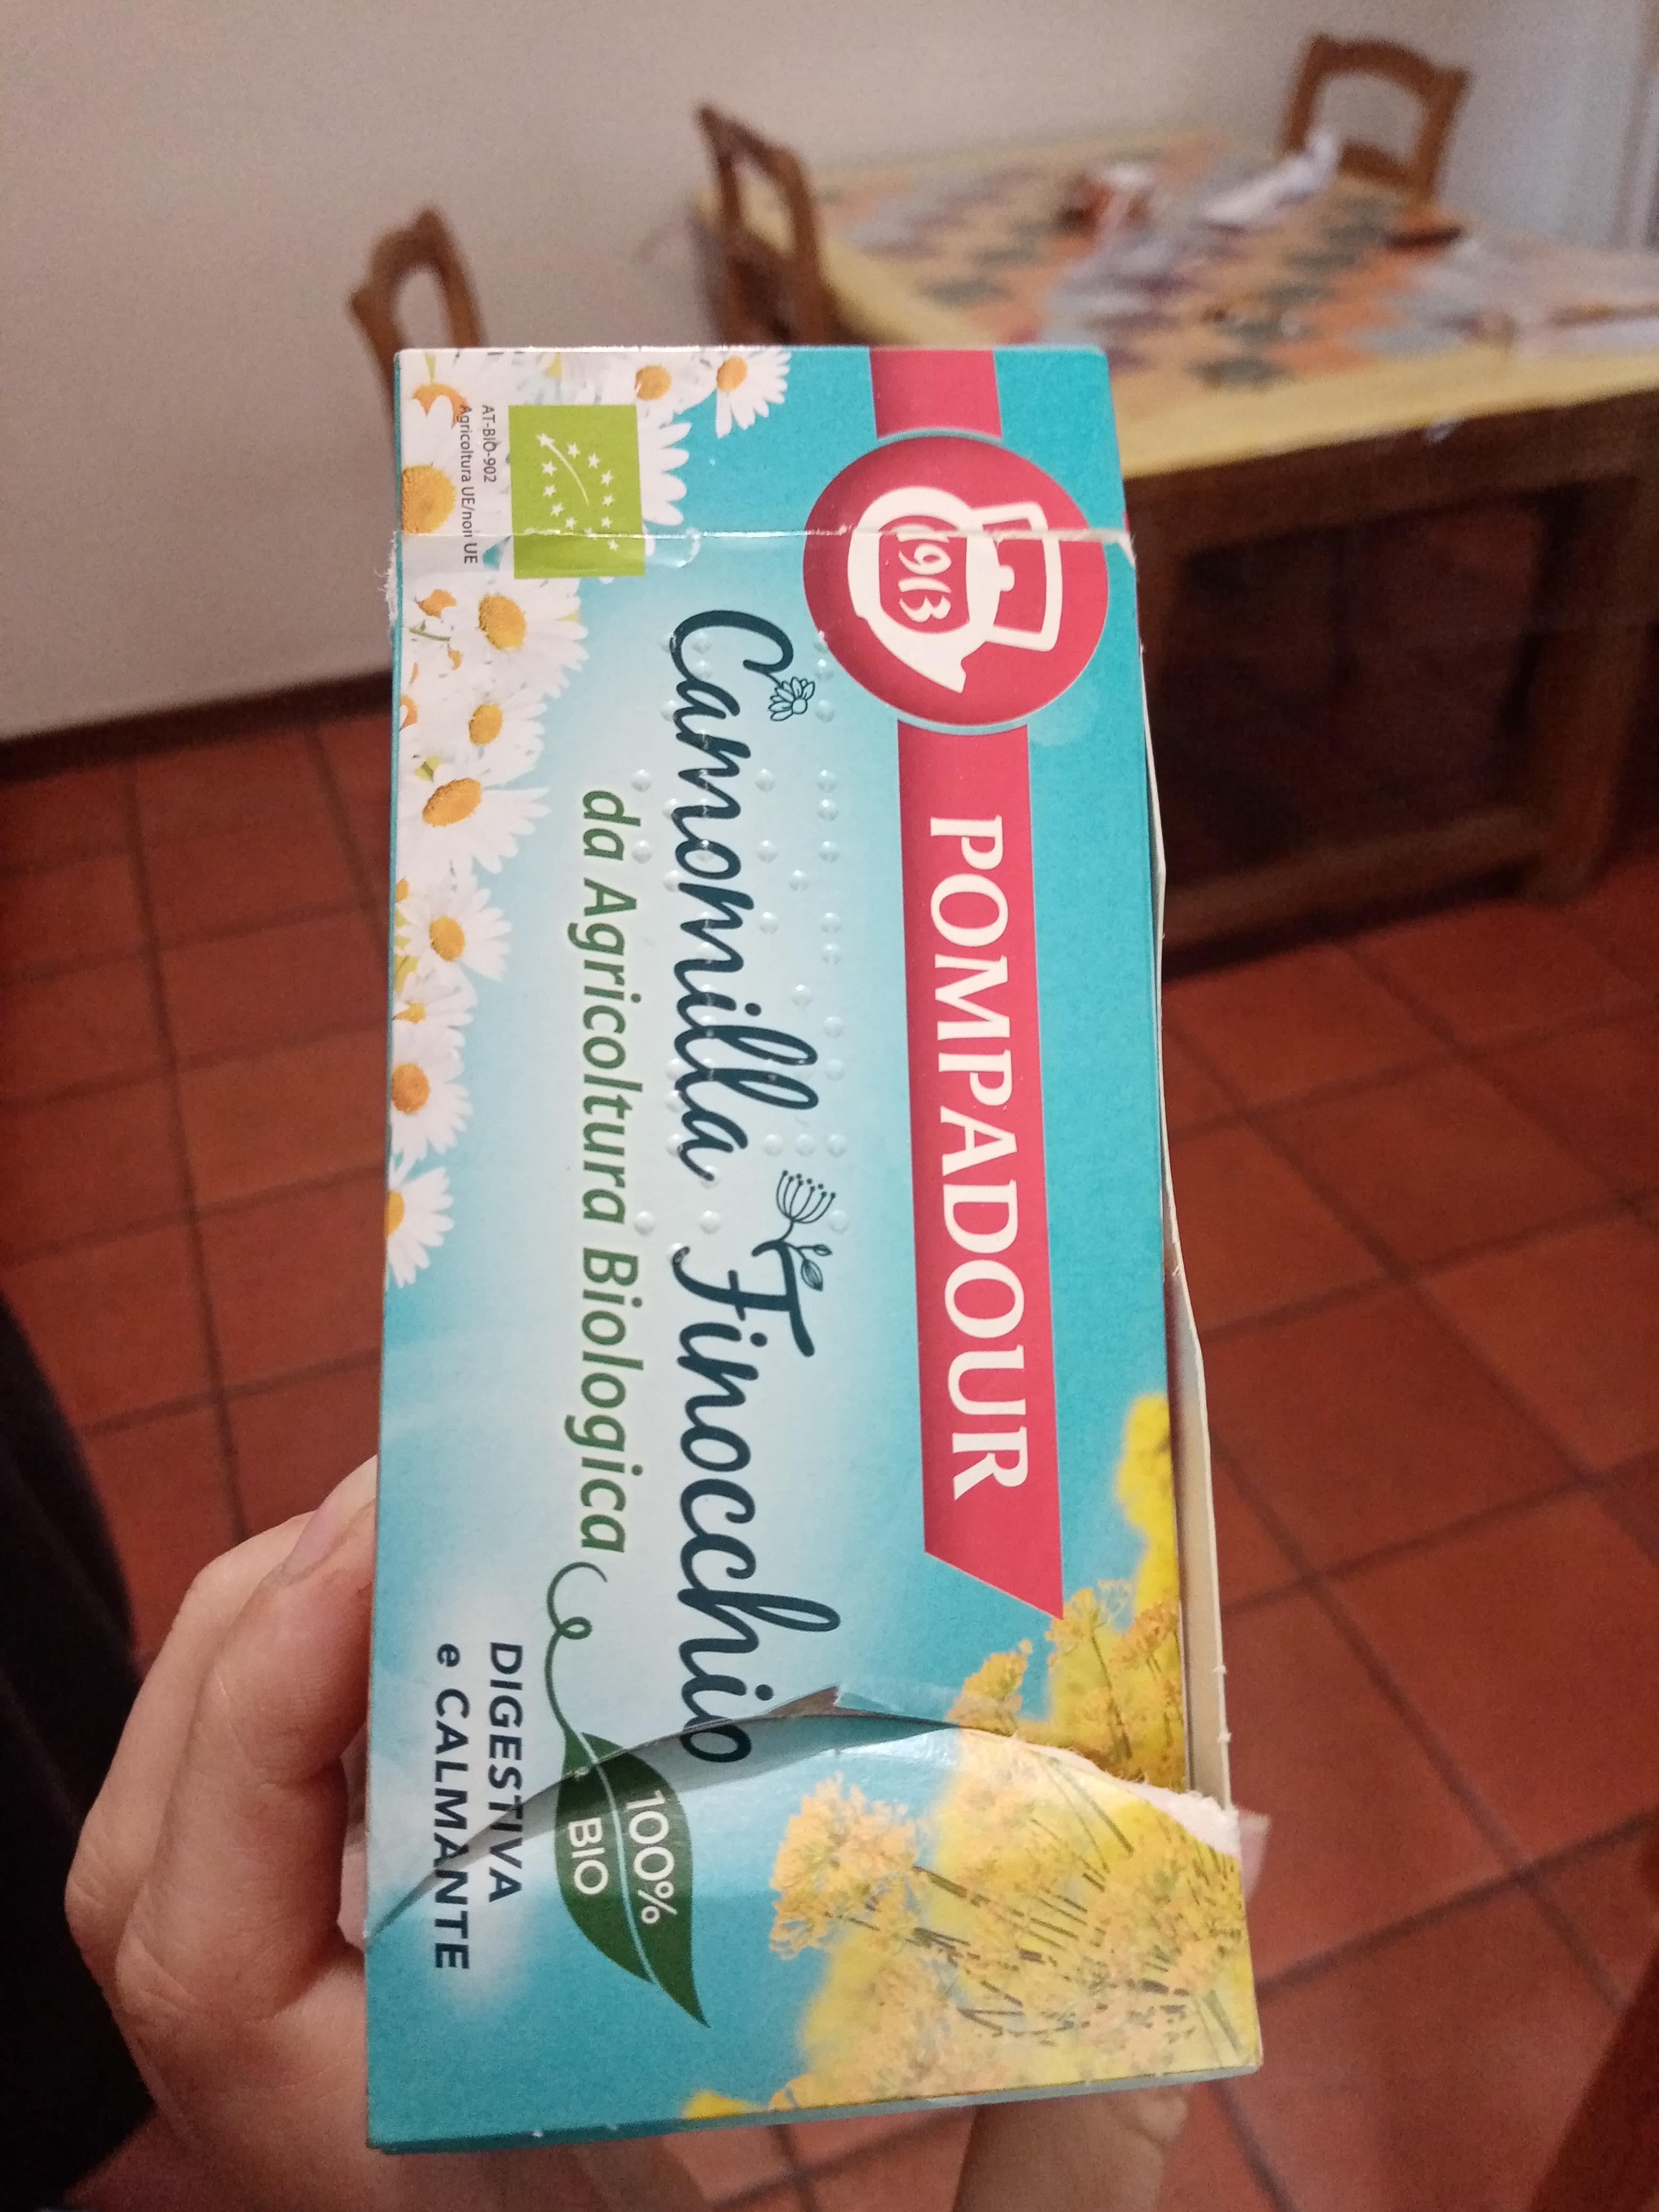 1913
POMPADOUR
Camomilla Finocchio
da Agricoltura Biologica
100%
BIO
DIGESTIVA
e CALMANTE
AT-BIO-902
Agricoltura UE/non UE